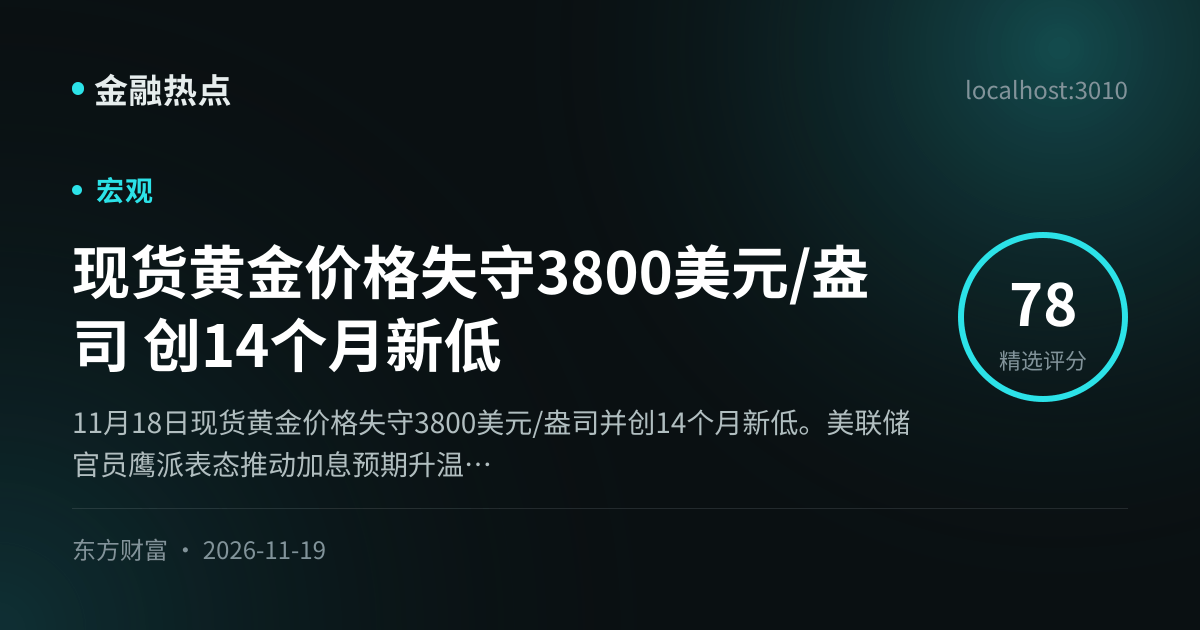 金融热点
localhost:3010
宏观
现货黄金价格失守3800美元/盎
司 创14个月新低
78
精选评分
11月18日现货黄金价格失守3800美元/盎司并创14个月新低。美联储
官员鹰派表态推动加息预期升温…
东方财富 · 2026-11-19